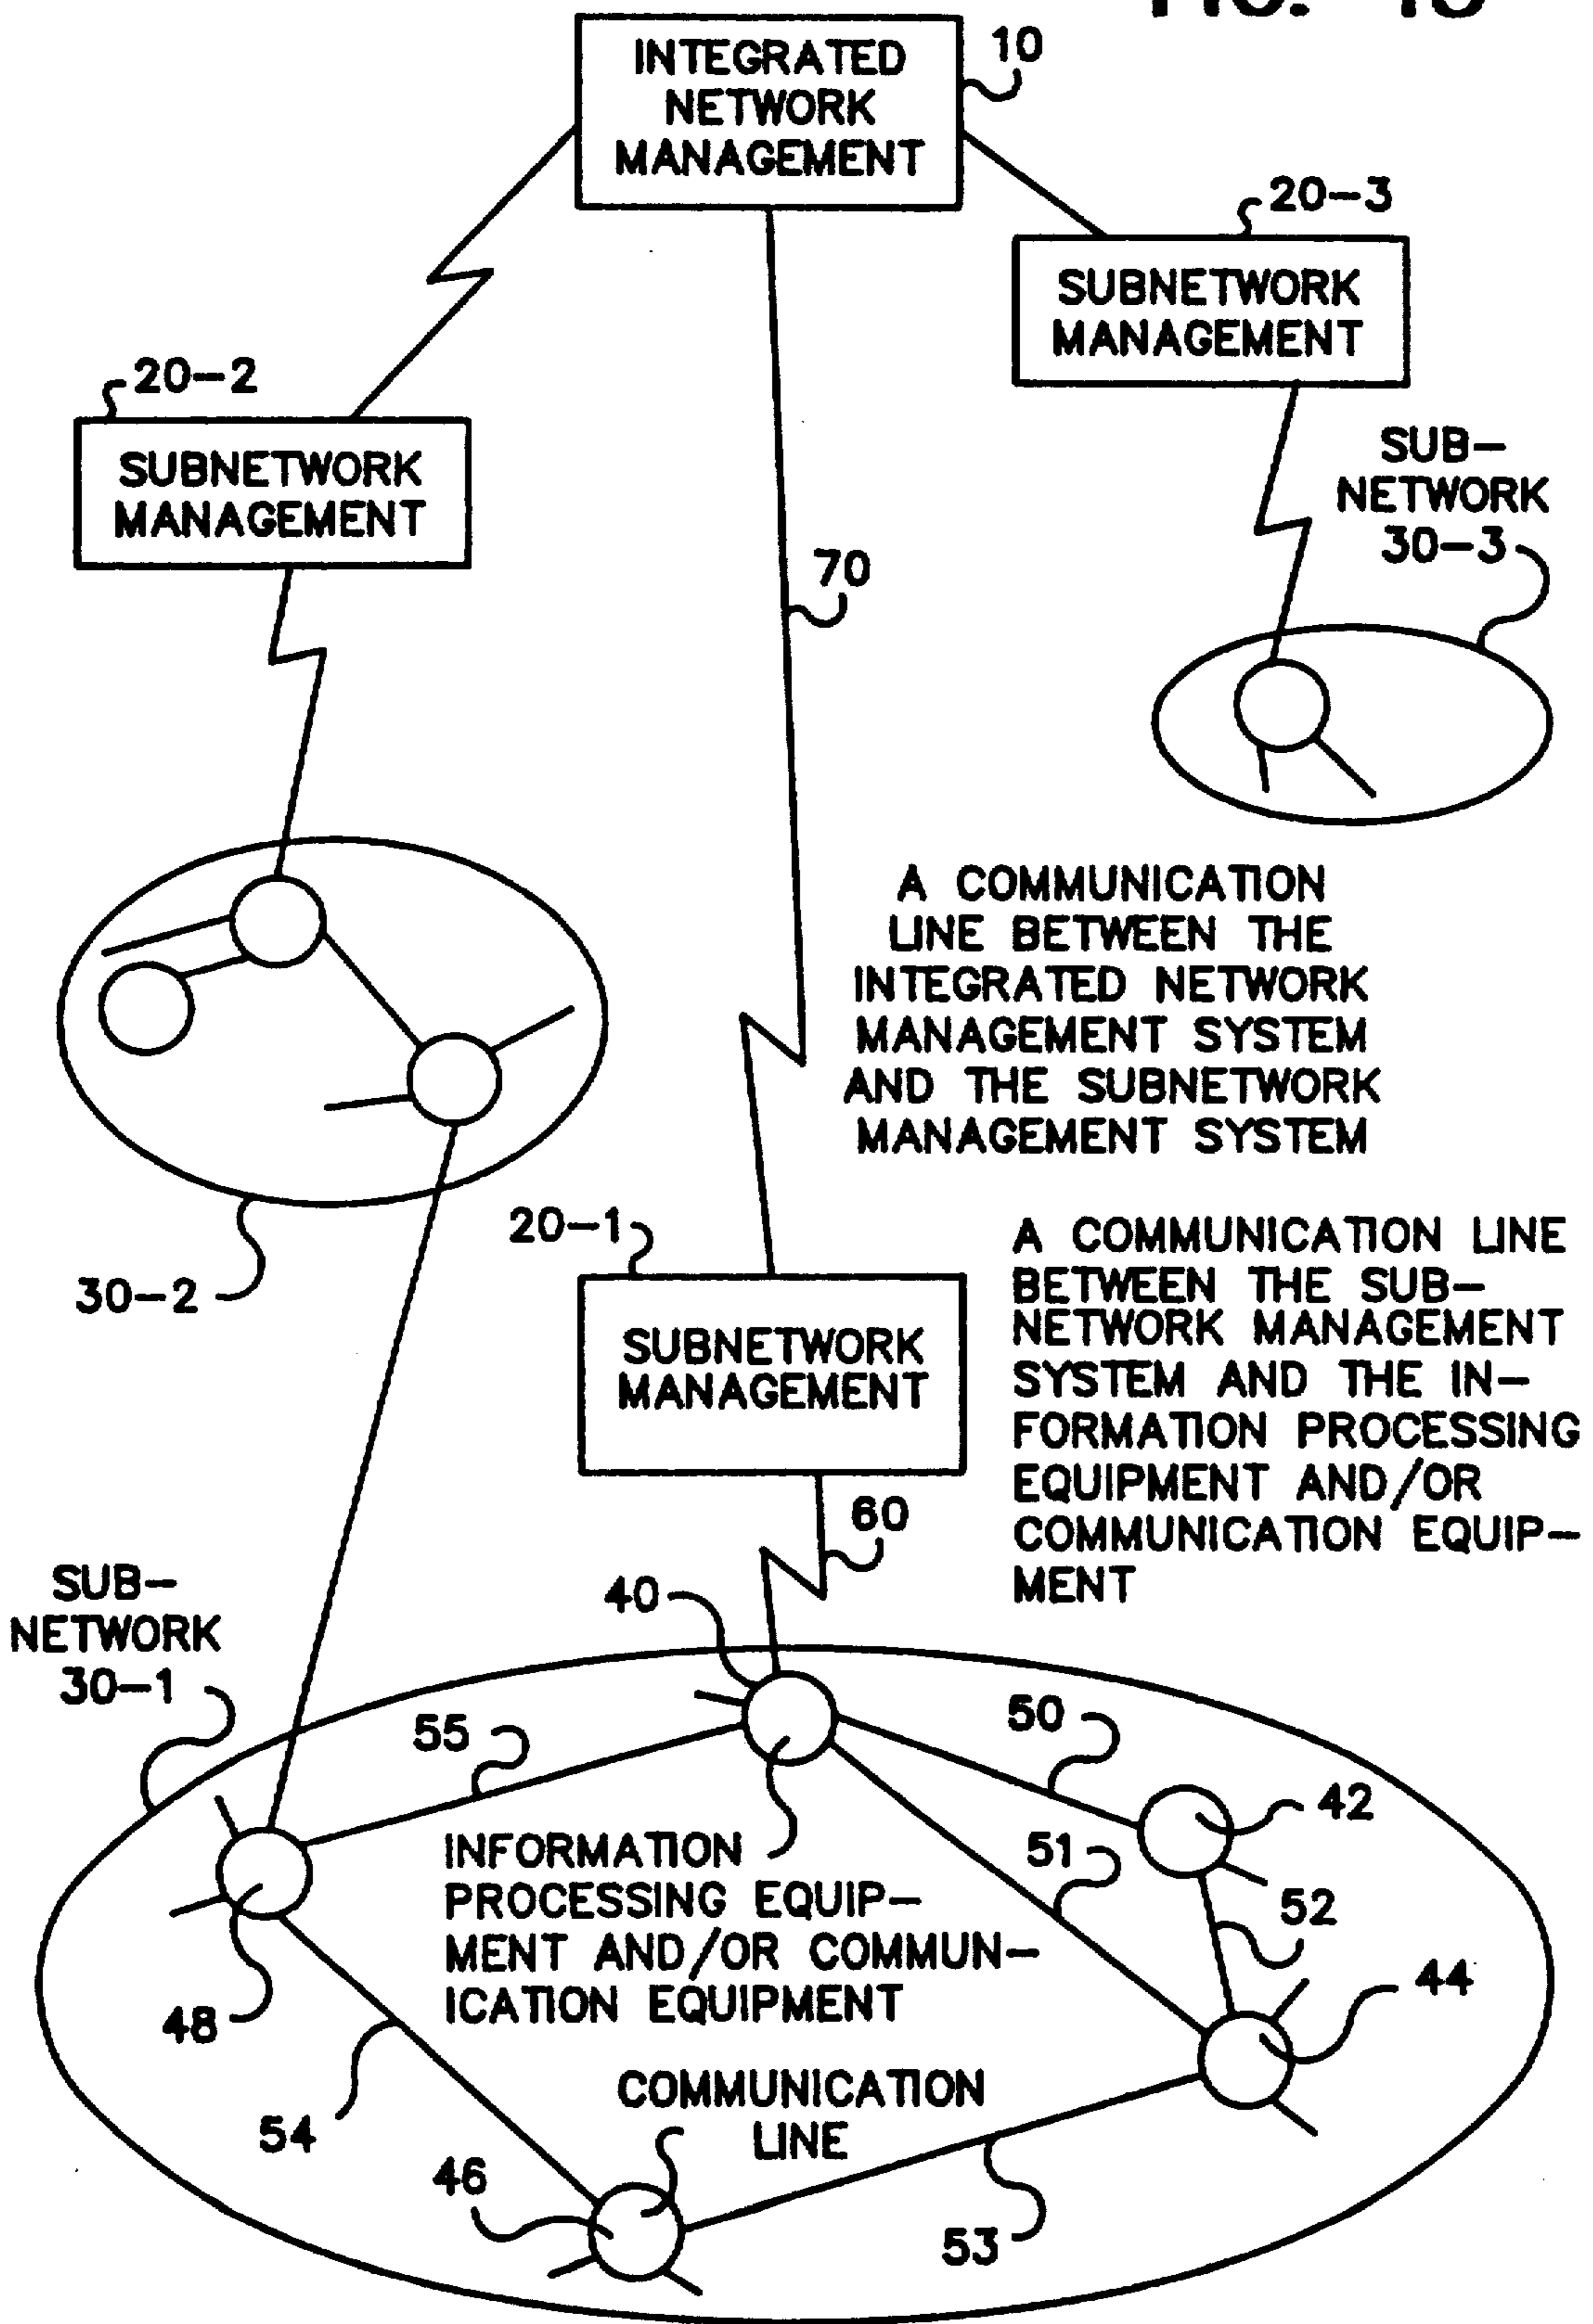 INTEGRATED
NETWORK
MANAGEMENT
10
20-3
SUBNETWORK
MANAGEMENT
20-2
SUBNETWORK
MANAGEMENT
SUB-
NETWORK
30-3
70
A COMMUNICATION
LINE BETWEEN THE
INTEGRATED NETWORK
MANAGEMENT SYSTEM
AND THE SUBNETWORK
MANAGEMENT SYSTEM
30-2
20-1
SUBNETWORK
MANAGEMENT
A COMMUNICATION LINE
BETWEEN THE SUB-
NETWORK MANAGEMENT
SYSTEM AND THE IN-
FORMATION PROCESSING
EQUIPMENT AND/OR
COMMUNICATION EQUIP-
MENT
60
40
SUB-
NETWORK
30-1
55
50
42
INFORMATION
PROCESSING EQUIP-
MENT AND/OR COMMUN-
ICATION EQUIPMENT
51
52
44
48
54
COMMUNICATION
LINE
46
53